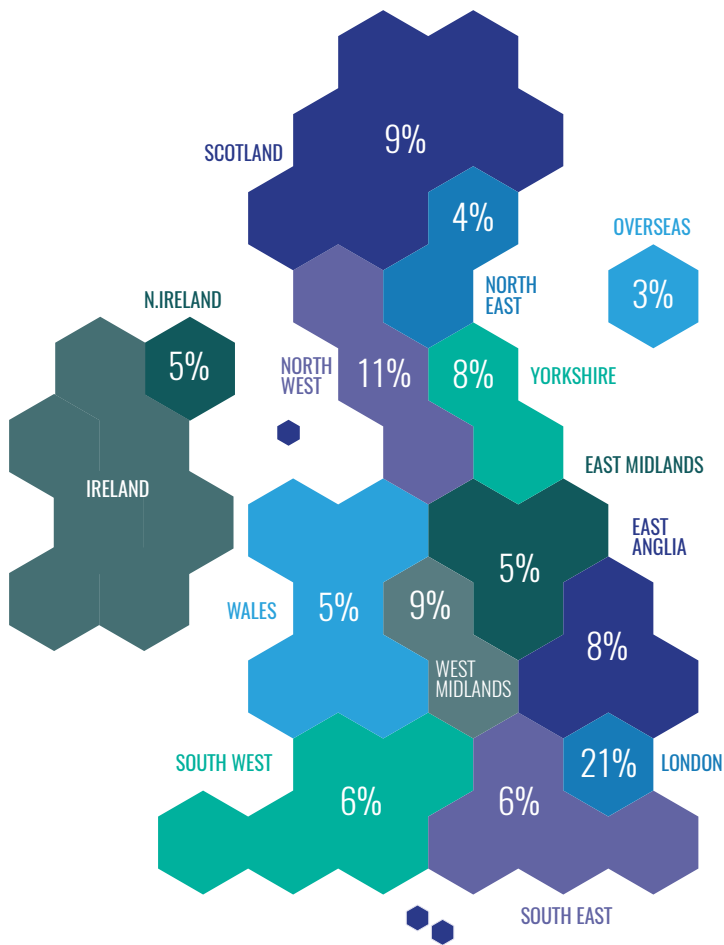 SCOTLAND
9%
4%
OVERSEAS
3%
NORTH
EAST
N.IRELAND
5%
NORTH
WEST
11%
8%
YORKSHIRE
IRELAND
EAST MIDLANDS
5%
EAST
ANGLIA
WALES
5%
9%
WEST
MIDLANDS
8%
SOUTH WEST
6%
6%
21%
LONDON
SOUTH EAST